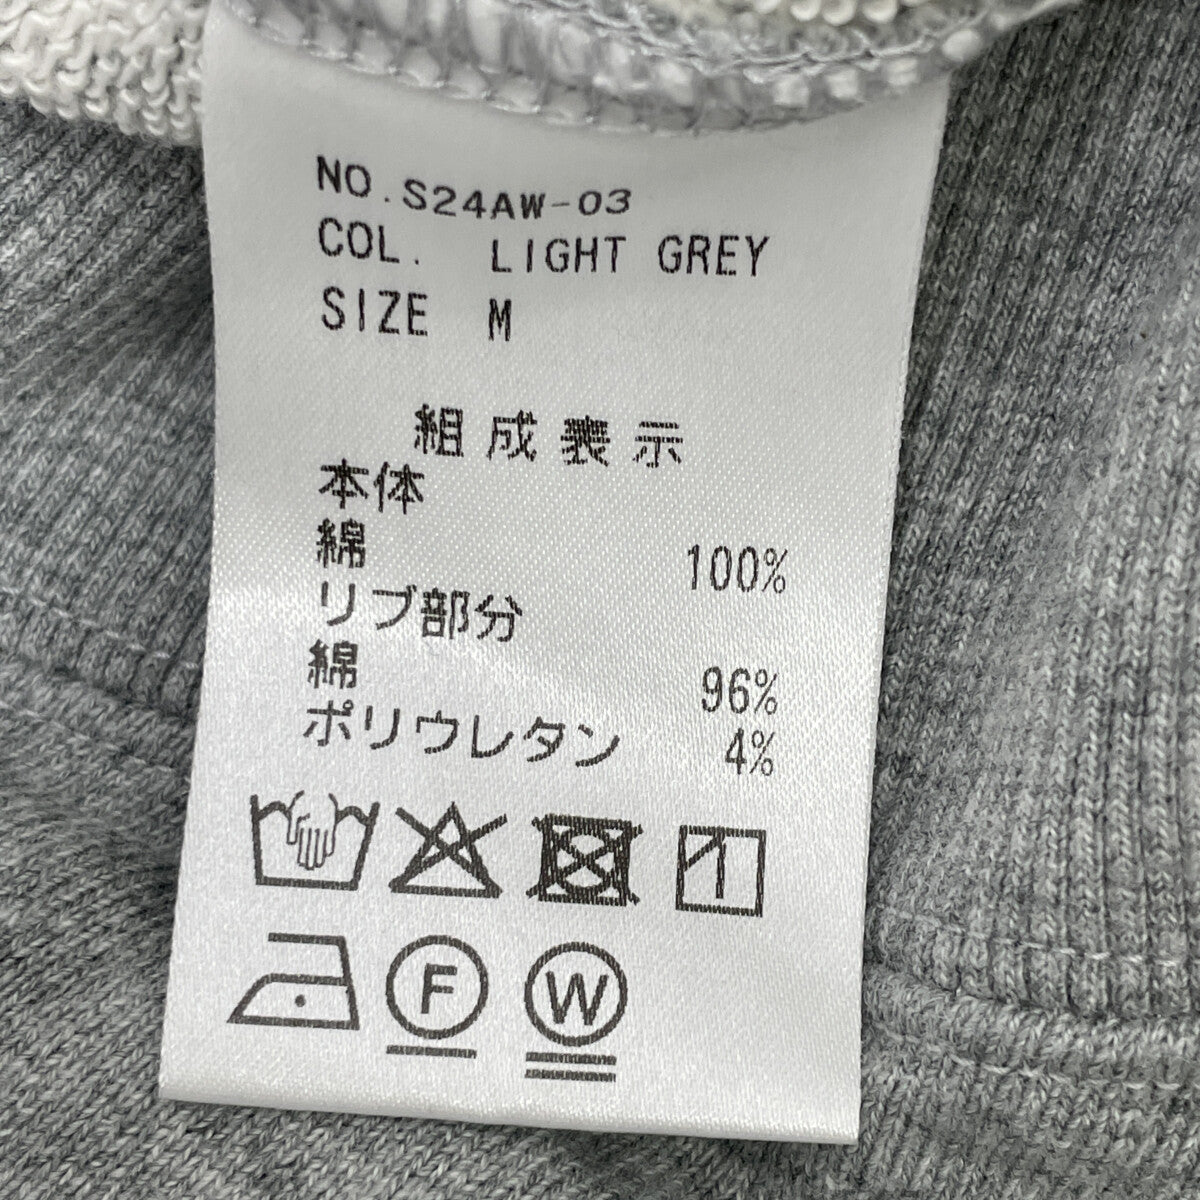 NO.S24AW-03
COL. LIGHT GREY
SIZE M
組成表示
本体
綿 100%
リブ部分
綿 96%
ポリウレタン 4%
F W